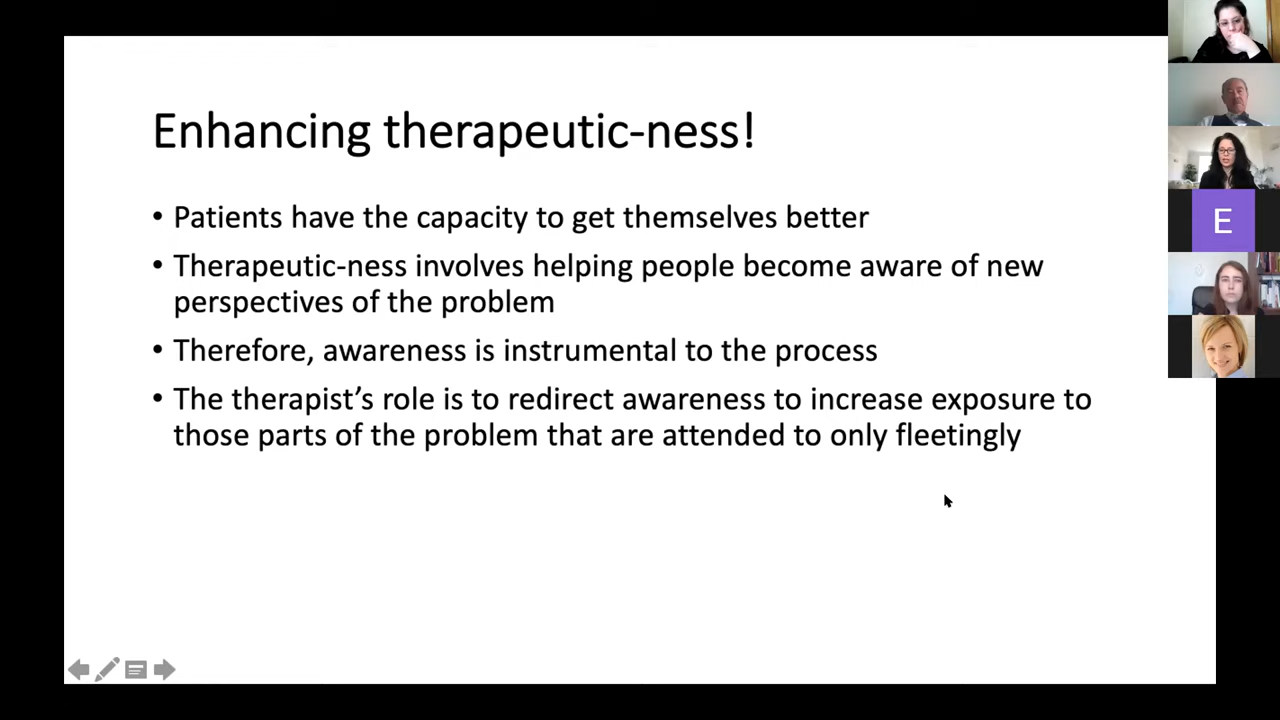 Enhancing therapeutic-ness!
• Patients have the capacity to get themselves better
• Therapeutic-ness involves helping people become aware of new
perspectives of the problem
• Therefore, awareness is instrumental to the process
• The therapist’s role is to redirect awareness to increase exposure to
those parts of the problem that are attended to only fleetingly
E